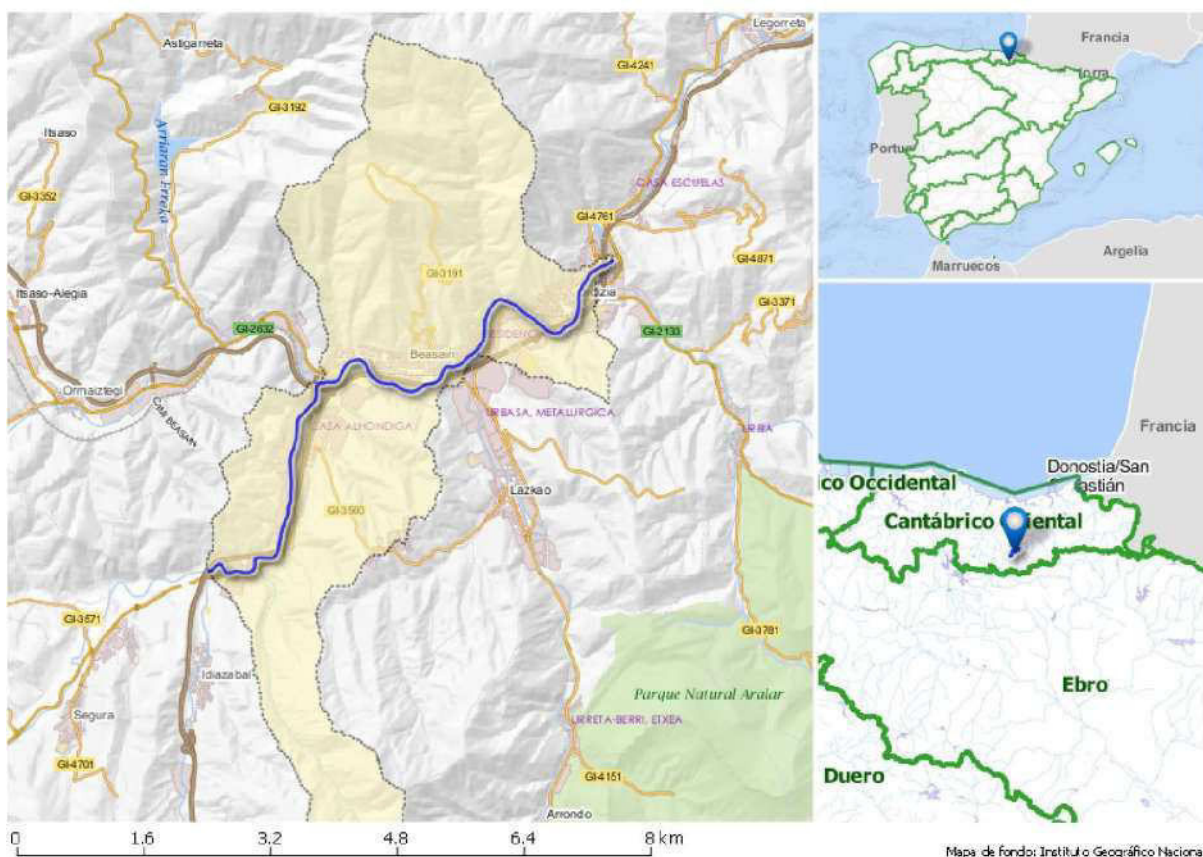 Legorreta
Astigarreta
GI-4241
GI-3192
Itsaso
Arriaran Erreka
GI-3352
CASA ESCUELAS
GI-4761
GI-4871
GI-3191
Itsaso-Alegia
GI-3371
GI-2632
GI-2133
Beasain
Ormaiztegi
BEASAIN
URBASA, METALURGICA
CASA ALHONDIGA
Lazkao
GI-3571
GI-3781
Idiazabal
Parque Natural Aralar
Segura
URRETA-BERRI, ETXEA
GI-4701
GI-4151
Arrondo
0 1.6 3.2 4.8 6.4 8 km
Francia
Portu
Argelia
Marruecos
Francia
Donostia/San
ico Occidental
Cantábrico
Ebro
Duero
Mapa de fondo: Instituto Geográfico Naciona